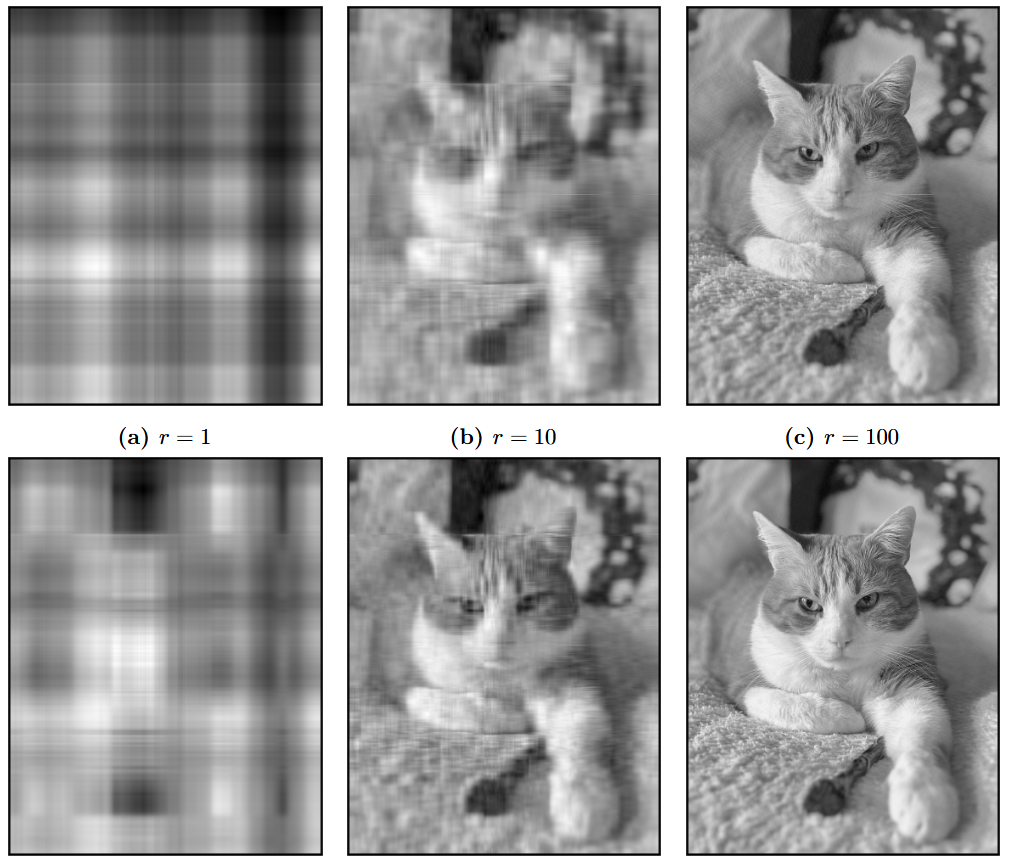 (a) r = 1
(b) r = 10
(c) r = 100